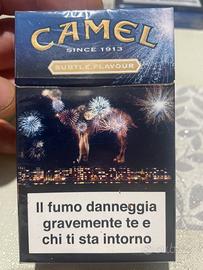 CAMEL
SINCE 1913
SUBTLE FLAVOUR
Il fumo danneggia
gravemente te e
chi ti sta intorno